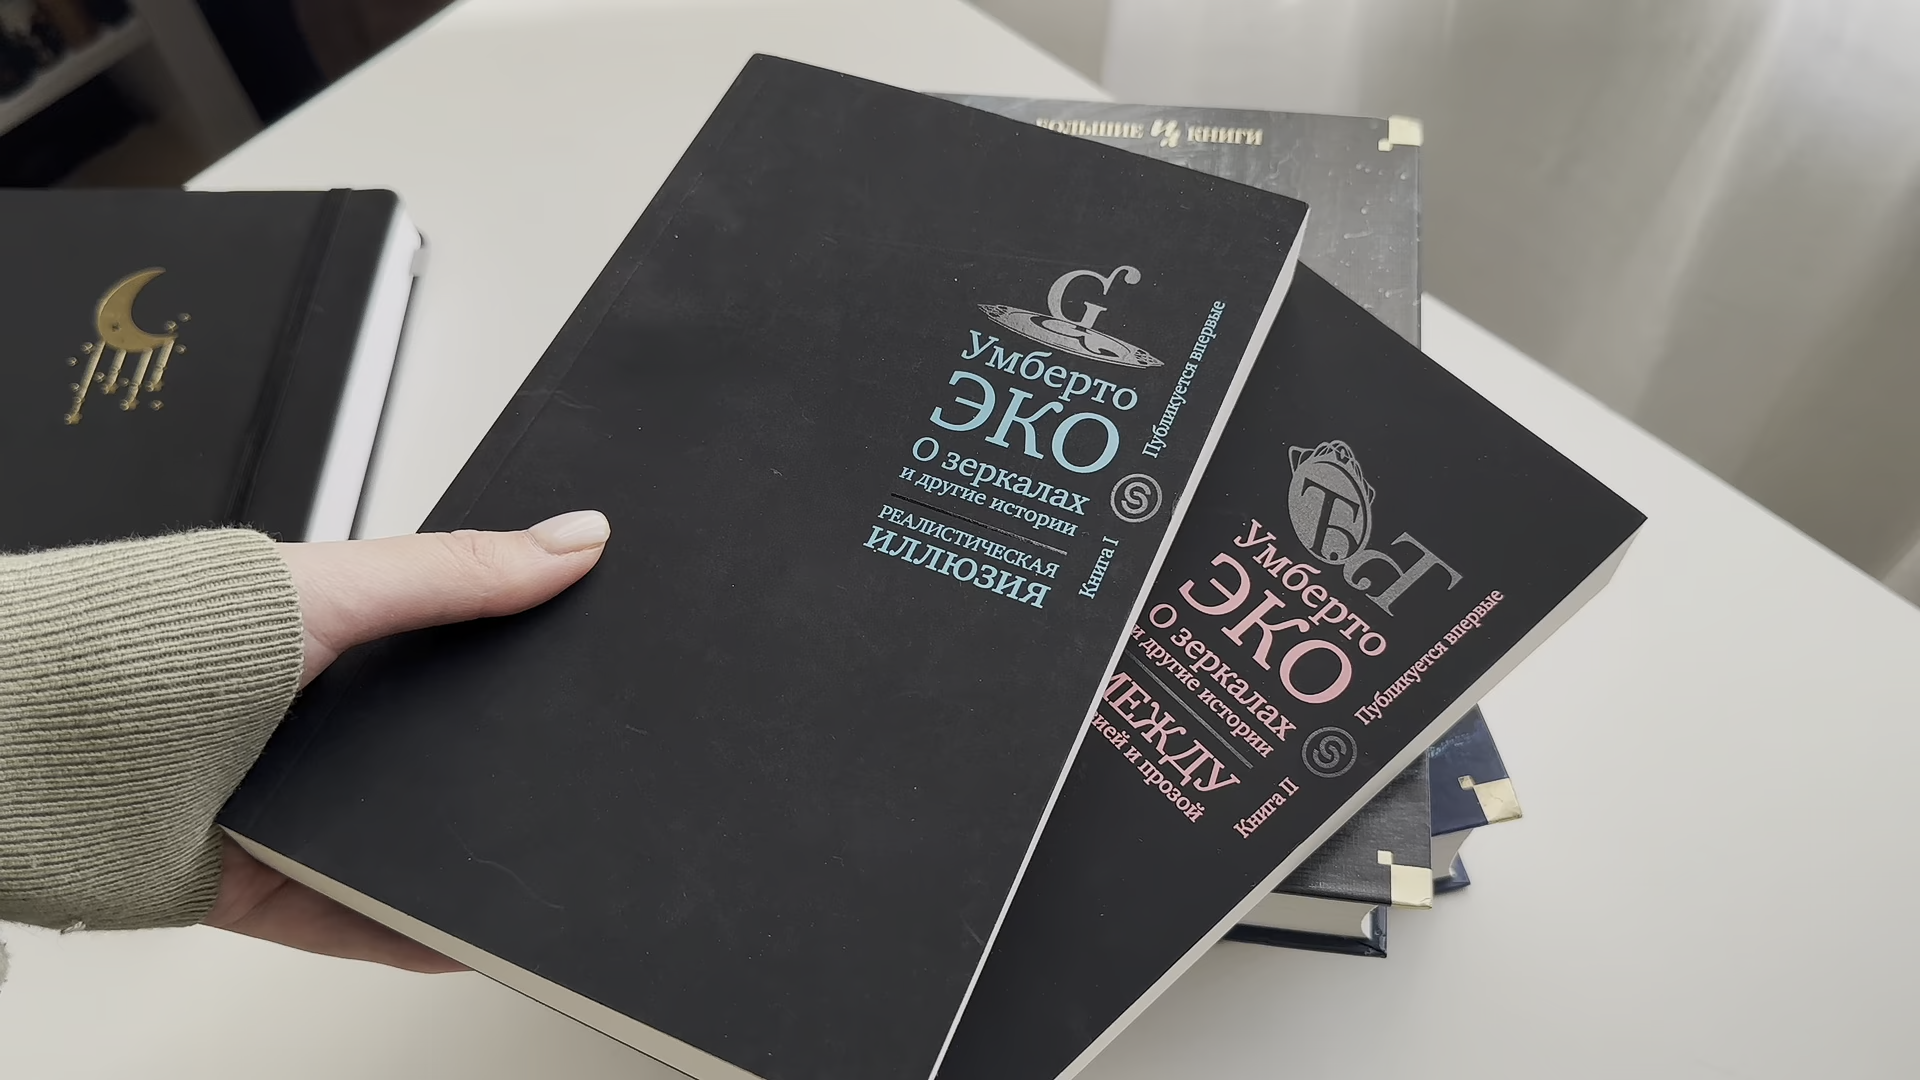 БОЛЬШИЕ КНИГИ
Умберто
ЭКО
О зеркалах
и другие истории
РЕАЛИСТИЧЕСКАЯ
ИЛЛЮЗИЯ
Публикуется впервые
Книга I
Умберто
ЭКО
О зеркалах
и другие истории
МЕЖДУ
и прозой
Публикуется впервые
Книга II